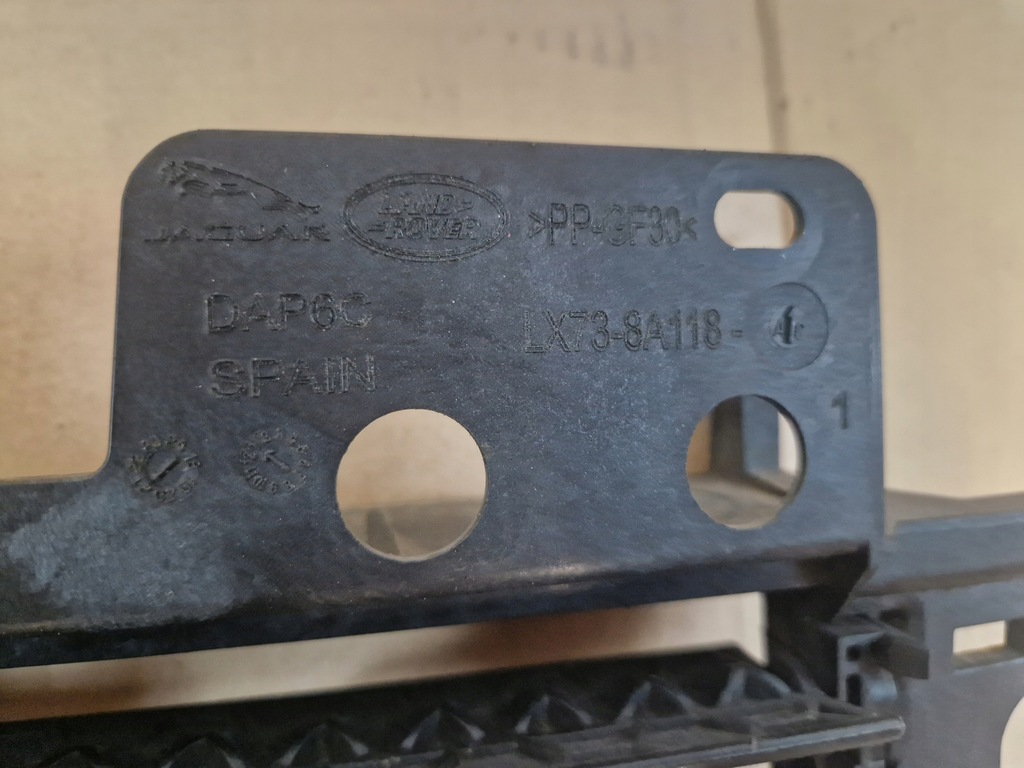 JAGUAR
LAND-
-ROVER
>PP-GF30<
DAP6C
SPAIN
LX73-8A118-
1